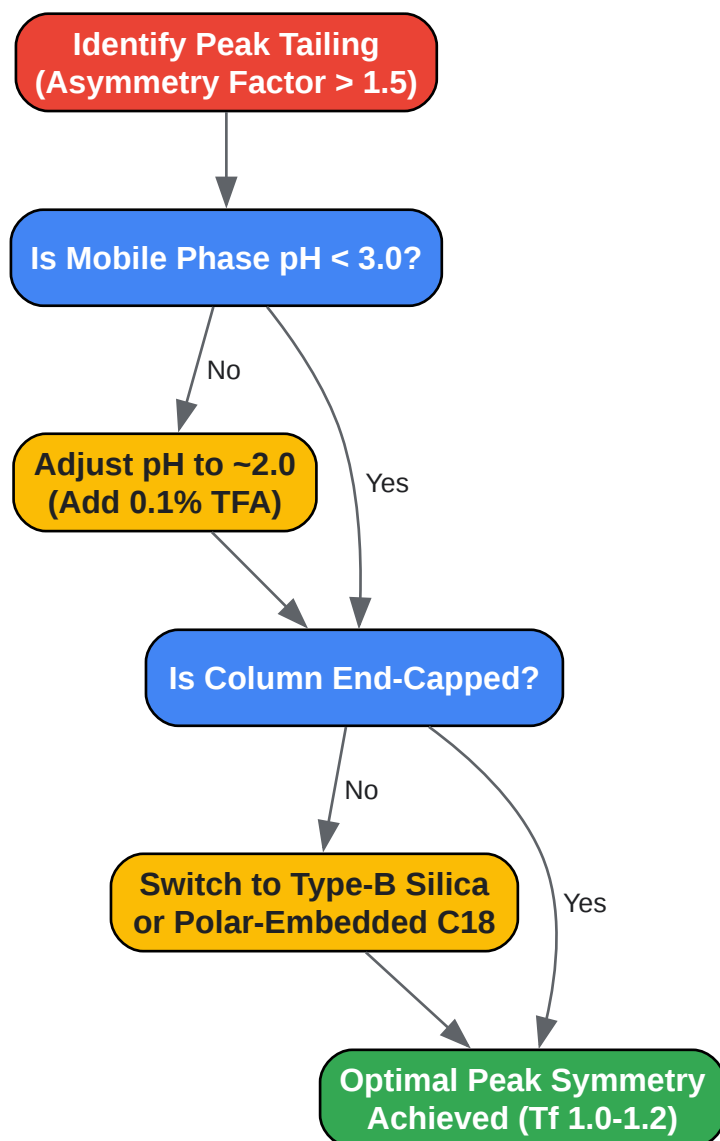 Identify Peak Tailing
(Asymmetry Factor > 1.5)
Is Mobile Phase pH < 3.0?
No
Adjust pH to ~2.0
(Add 0.1% TFA)
Yes
Is Column End-Capped?
No
Switch to Type-B Silica
or Polar-Embedded C18
Yes
Optimal Peak Symmetry
Achieved (Tf 1.0-1.2)